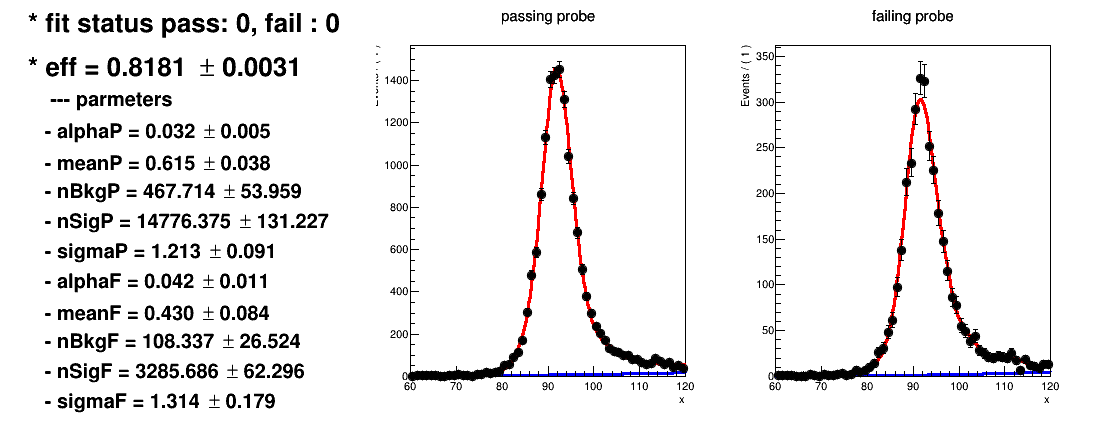 * fit status pass: 0, fail : 0
* eff = 0.8181 ± 0.0031
--- parmeters
- alphaP = 0.032 ± 0.005
- meanP = 0.615 ± 0.038
- nBkgP = 467.714 ± 53.959
- nSigP = 14776.375 ± 131.227
- sigmaP = 1.213 ± 0.091
- alphaF = 0.042 ± 0.011
- meanF = 0.430 ± 0.084
- nBkgF = 108.337 ± 26.524
- nSigF = 3285.686 ± 62.296
- sigmaF = 1.314 ± 0.179
passing probe
1400
1200
1000
800
600
400
200
0
60 70 80 90 100 110 120
x
failing probe
Events / ( 1 )
350
300
250
200
150
100
50
0
60 70 80 90 100 110 120
x